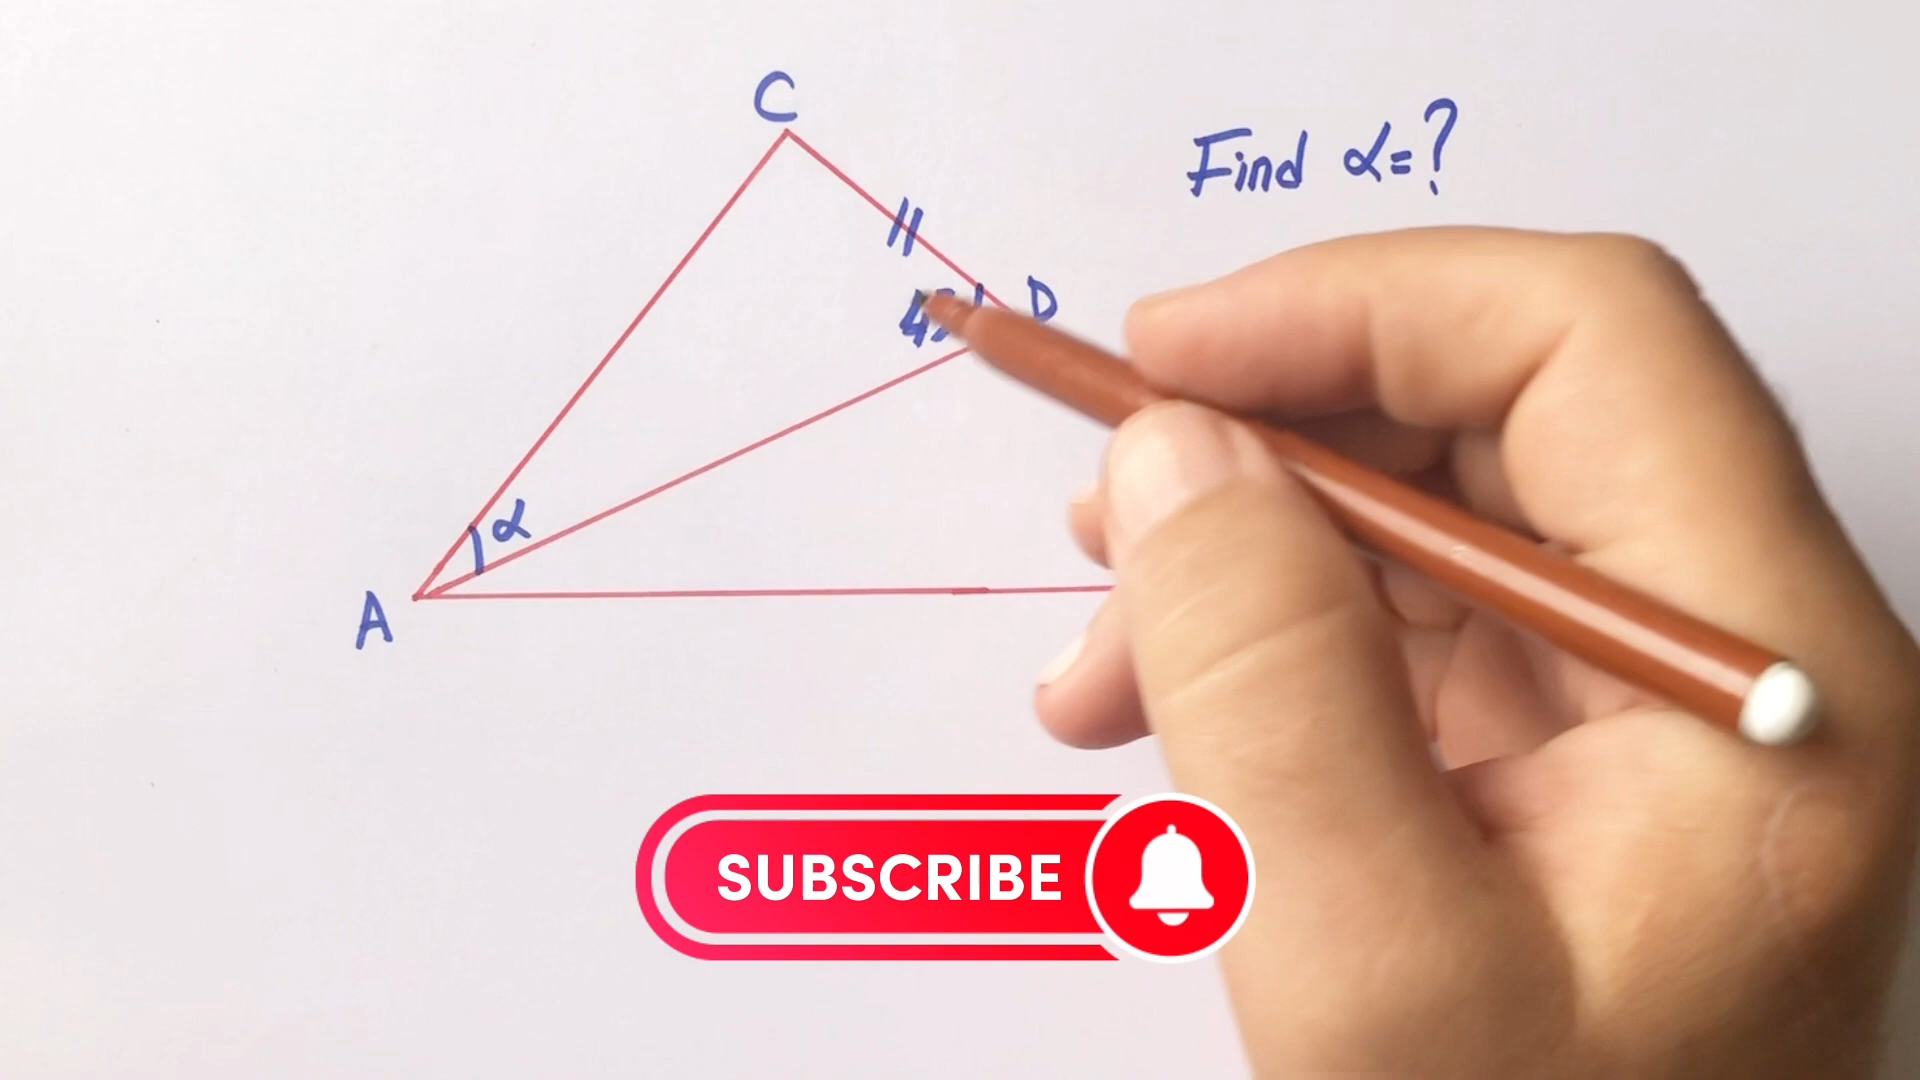 C
Find α=?
D
α
A
SUBSCRIBE